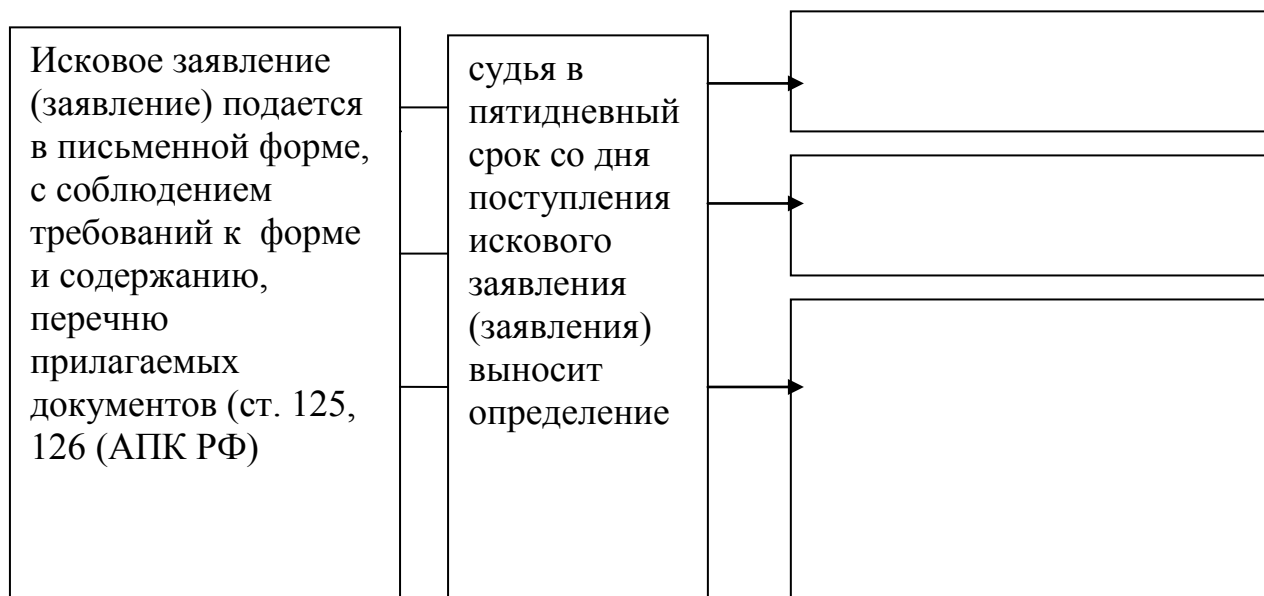 Исковое заявление
(заявление) подается
в письменной форме,
с соблюдением
требований к  форме
и содержанию,
перечню
прилагаемых
документов (ст. 125,
126 (АПК РФ)
судья в
пятидневный
срок со дня
поступления
искового
заявления
(заявления)
выносит
определение